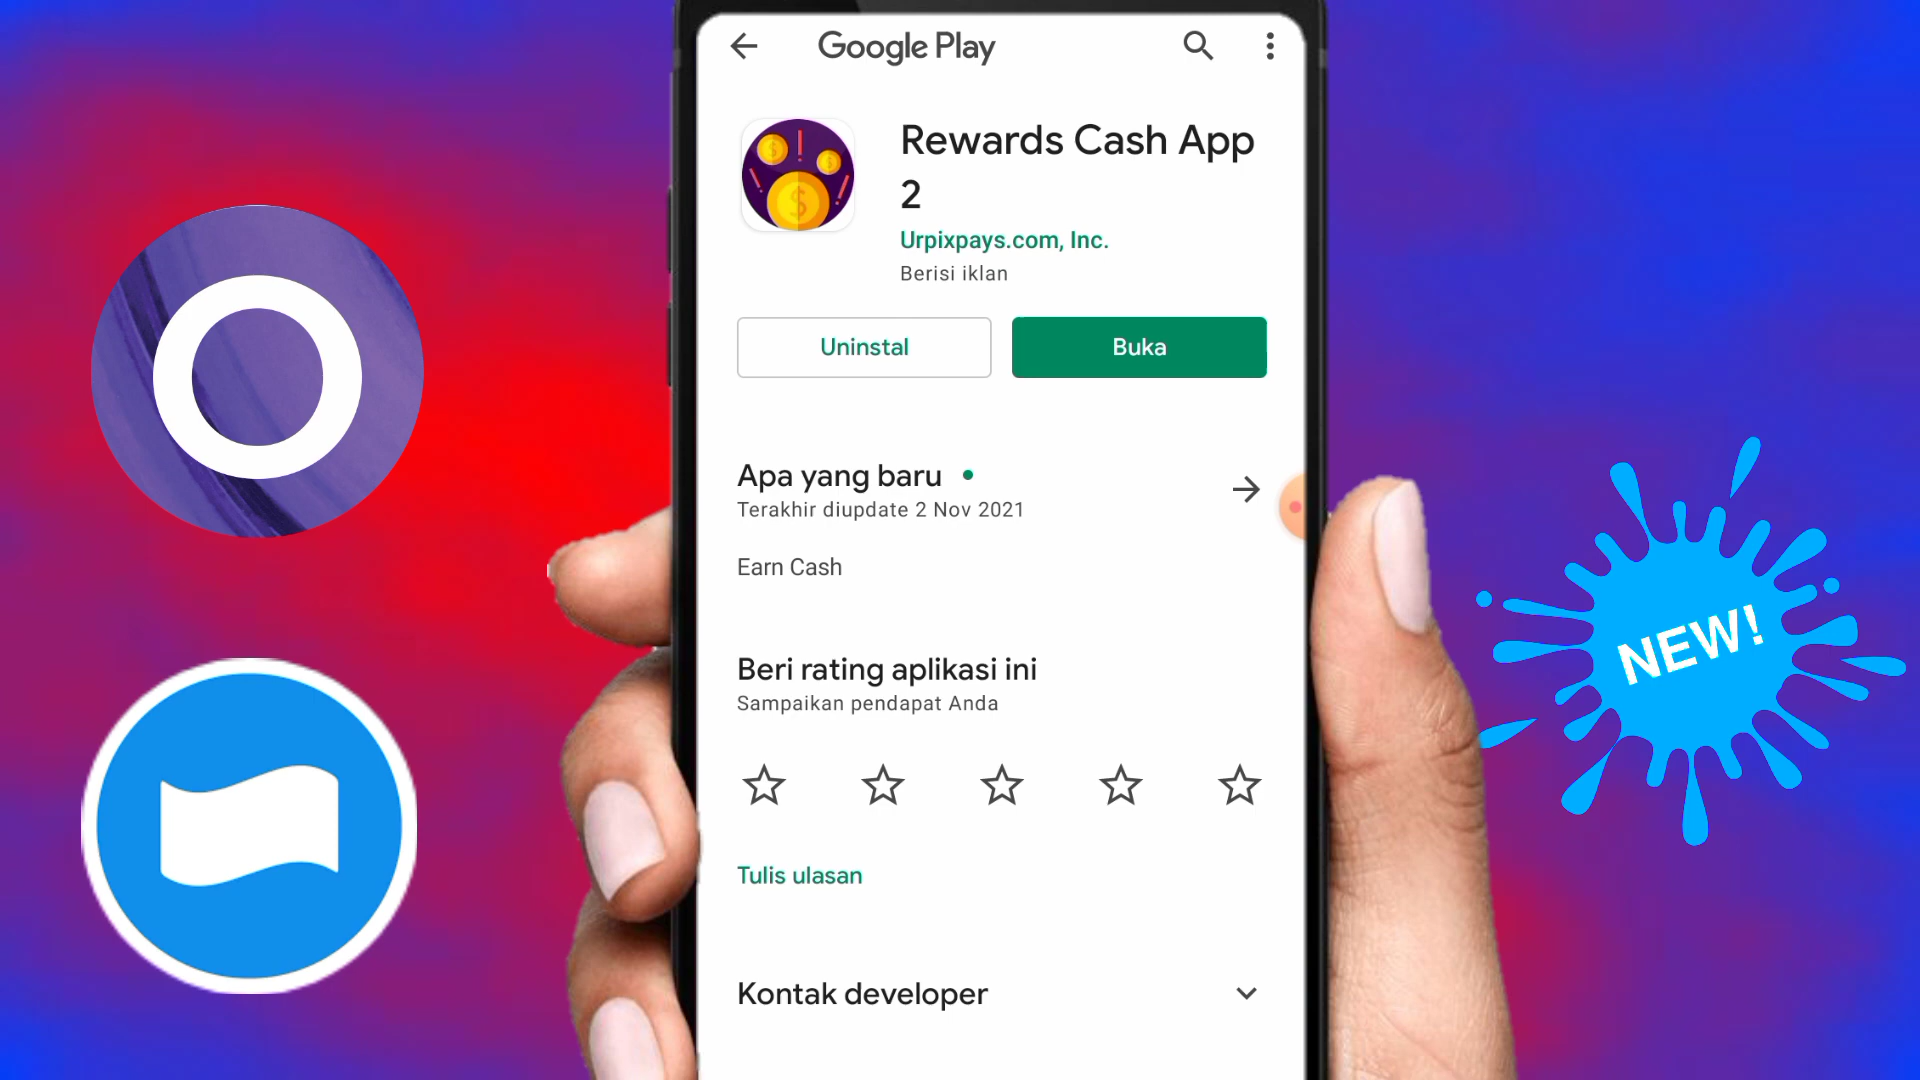 Google Play
Rewards Cash App
2
Urpixpays.com, Inc.
Berisi iklan
Uninstal
Buka
Apa yang baru
Terakhir diupdate 2 Nov 2021
Earn Cash
Beri rating aplikasi ini
Sampaikan pendapat Anda
Tulis ulasan
Kontak developer
NEW!